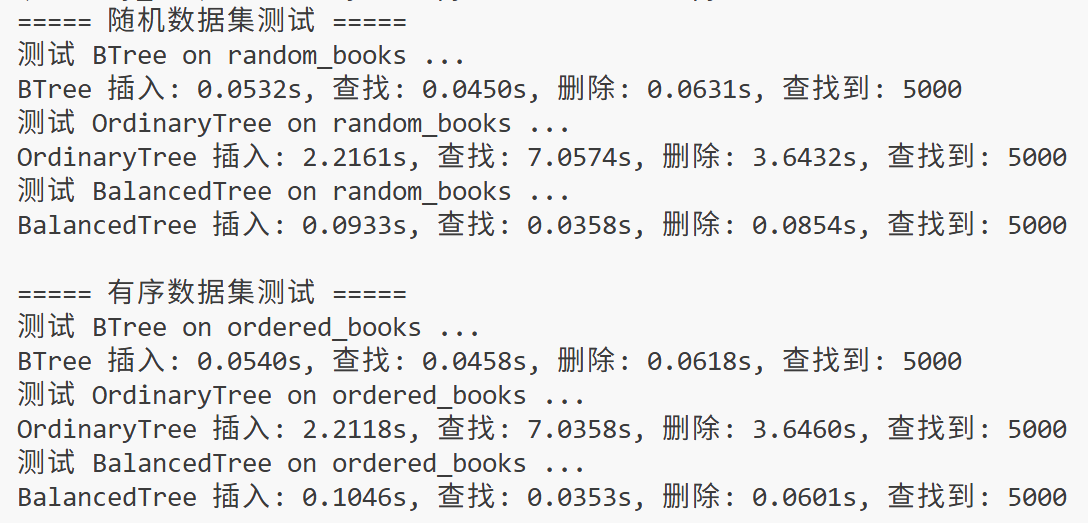 ===== 随机数据集测试 =====
测试 BTree on random_books ...
BTree 插入: 0.0532s, 查找: 0.0450s, 删除: 0.0631s, 查找到: 5000
测试 OrdinaryTree on random_books ...
OrdinaryTree 插入: 2.2161s, 查找: 7.0574s, 删除: 3.6432s, 查找到: 5000
测试 BalancedTree on random_books ...
BalancedTree 插入: 0.0933s, 查找: 0.0358s, 删除: 0.0854s, 查找到: 5000
===== 有序数据集测试 =====
测试 BTree on ordered_books ...
BTree 插入: 0.0540s, 查找: 0.0458s, 删除: 0.0618s, 查找到: 5000
测试 OrdinaryTree on ordered_books ...
OrdinaryTree 插入: 2.2118s, 查找: 7.0358s, 删除: 3.6460s, 查找到: 5000
测试 BalancedTree on ordered_books ...
BalancedTree 插入: 0.1046s, 查找: 0.0353s, 删除: 0.0601s, 查找到: 5000